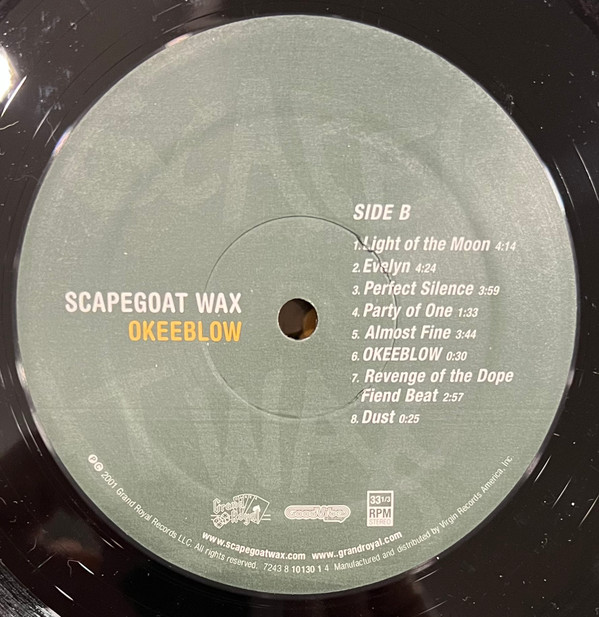 SIDE B
1. Light of the Moon 4:14
2. Evelyn 4:24
3. Perfect Silence 3:59
4. Party of One 1:33
5. Almost Fine 3:44
6. OKEEBLOW 0:30
7. Revenge of the Dope
Fiend Beat 2:57
8. Dust 0:25
SCAPEGOAT WAX
OKEEBLOW
Grand
Royal
33 1/3
RPM
STEREO
www.scapegoatwax.com www..grandroyal.com
℗ © 2001 Grand Royal Records LLC. All rights reserved. 7243 8 10130 1 4 Manufactured and distributed by Virgin Records America, Inc